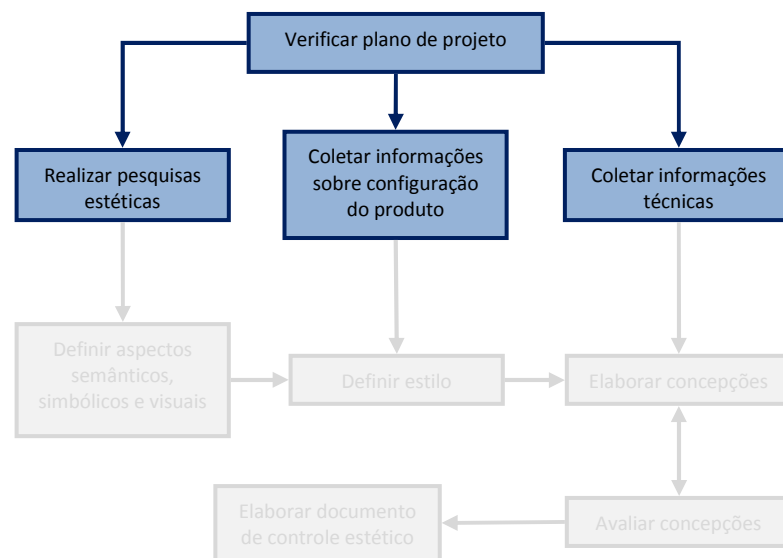 Verificar plano de projeto
Realizar pesquisas
estéticas
Coletar informações
sobre configuração
do produto
Coletar informações
técnicas
Definir aspectos
semânticos,
simbólicos e visuais
Definir estilo
Elaborar concepções
Elaborar documento
de controle estético
Avaliar concepções